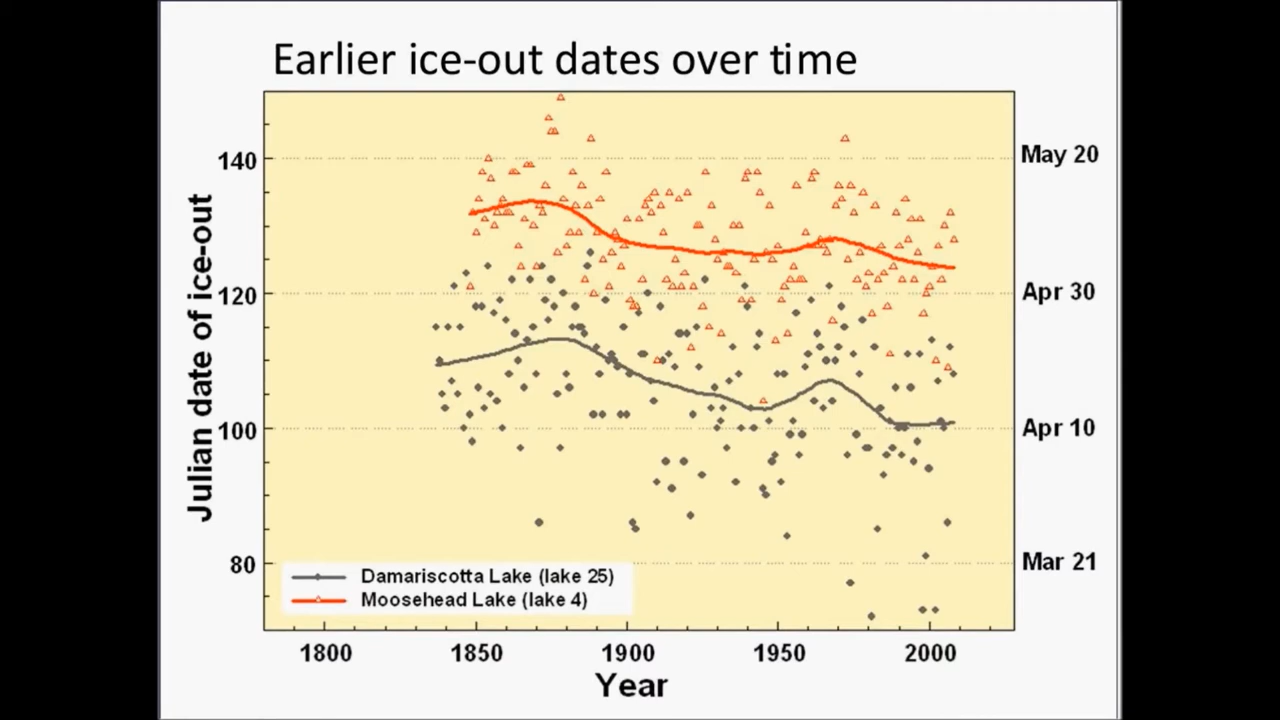 Earlier ice-out dates over time
140
120
100
80
Julian date of ice-out
May 20
Apr 30
Apr 10
Mar 21
Damariscotta Lake (lake 25)
Moosehead Lake (lake 4)
1800 1850 1900 1950 2000
Year